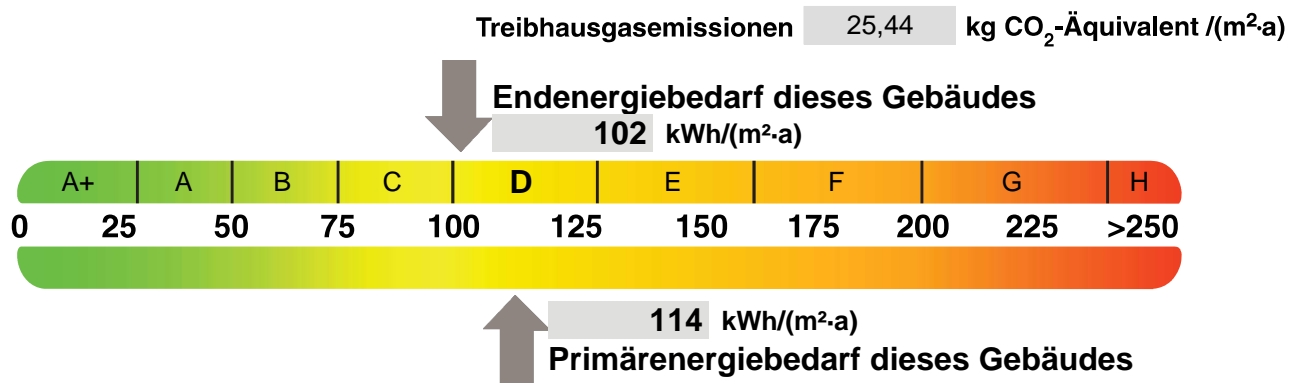 Treibhausgasemissionen 25,44 kg CO₂-Äquivalent /(m²·a)
Endenergiebedarf dieses Gebäudes
102 kWh/(m²·a)
A+ A B C D E F G H
0 25 50 75 100 125 150 175 200 225 >250
114 kWh/(m²·a)
Primärenergiebedarf dieses Gebäudes